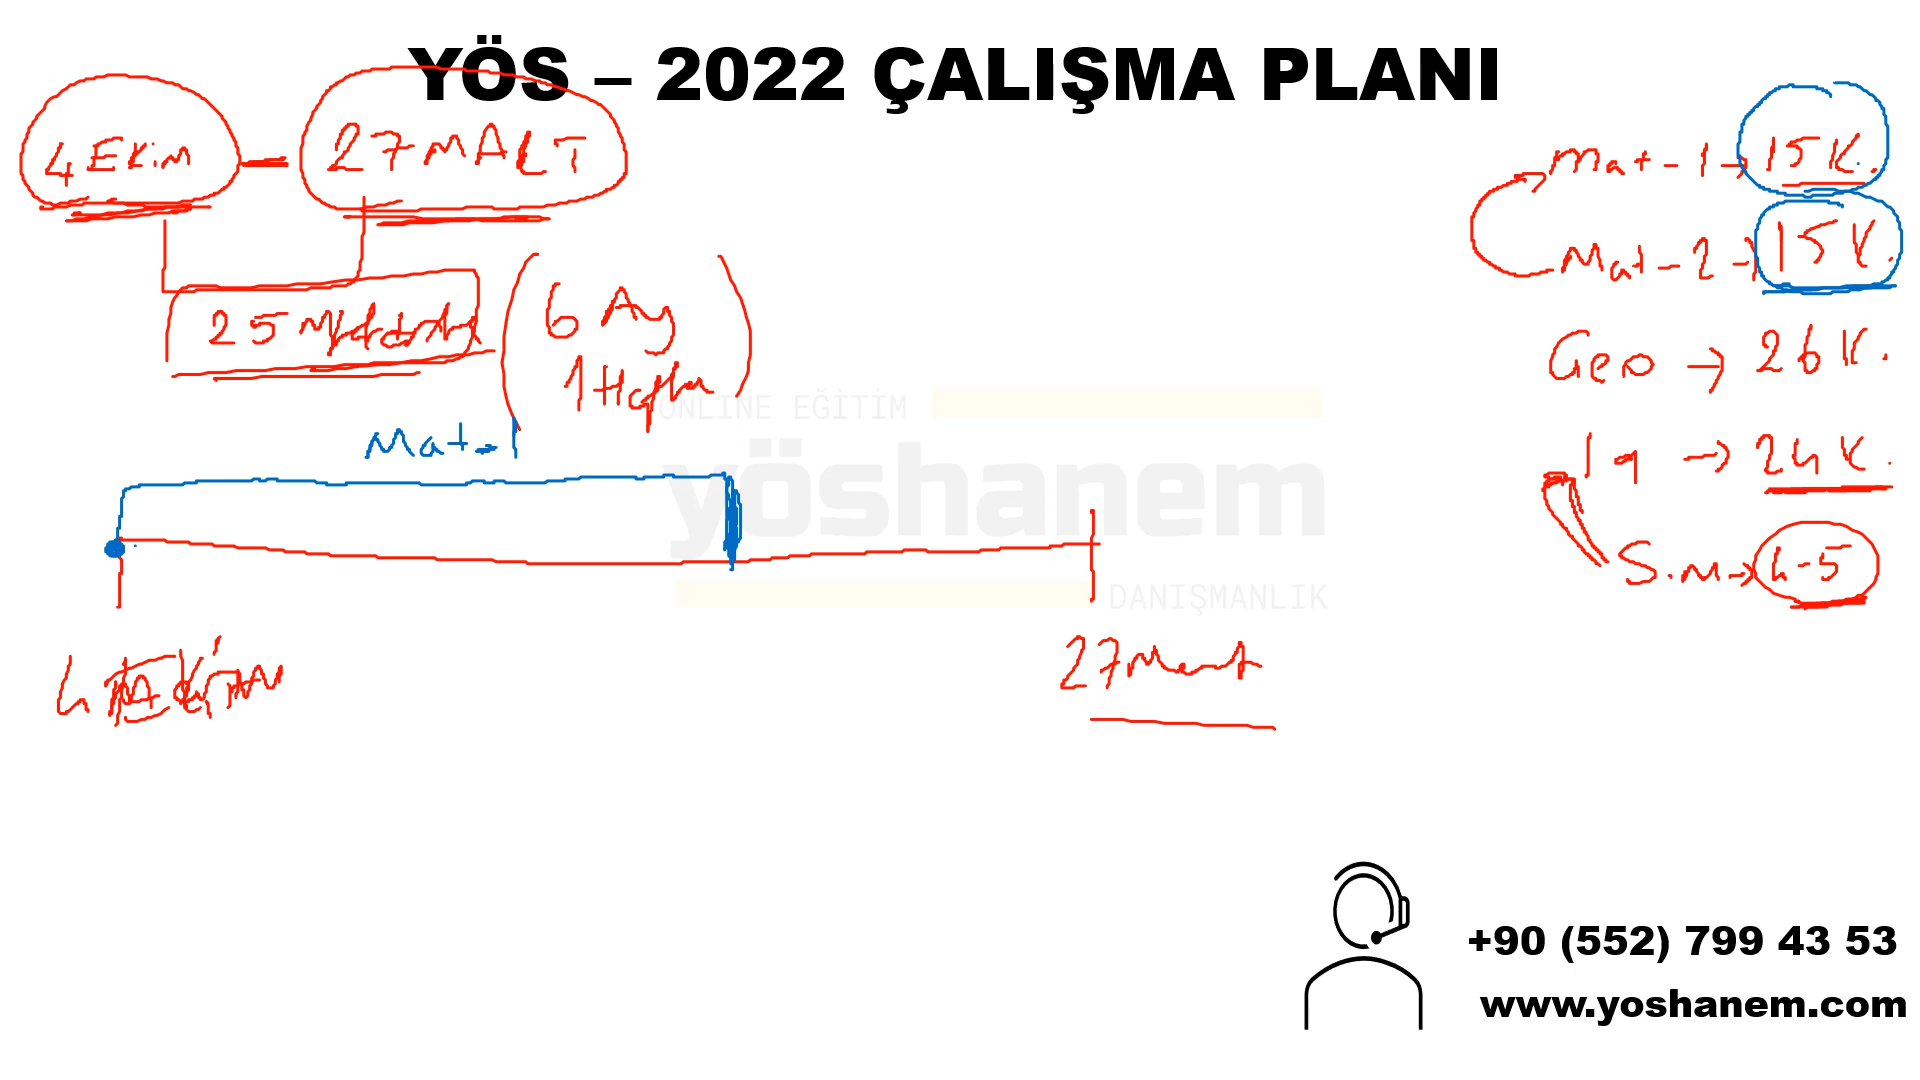 YÖS – 2022 ÇALIŞMA PLANI
4 EKiM – 27 MART
25
6 Ay
1 Hafta
Mat-1
4 EKİM
27 Mart
Mat-1 → 15 K.
Mat-2 → 15 K.
Geo → 26 K.
Iq → 24 K.
S.M → 4-5
ONLINE EĞİTİM
yöshanem
DANIŞMANLIK
+90 (552) 799 43 53
www.yoshanem.com